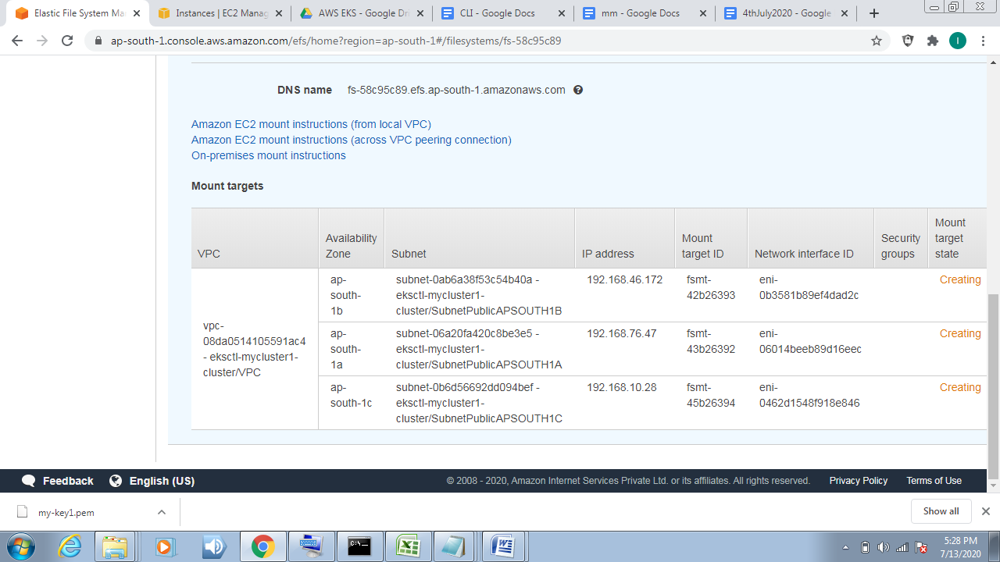 Elastic File System Ma
Instances | EC2 Manag
AWS EKS - Google Dri
CLI - Google Docs
mm - Google Docs
4thJuly2020 - Google
ap-south-1.console.aws.amazon.com/efs/home?region=ap-south-1#/filesystems/fs-58c95c89
I
DNS name fs-58c95c89.efs.ap-south-1.amazonaws.com ?
Amazon EC2 mount instructions (from local VPC)
Amazon EC2 mount instructions (across VPC peering connection)
On-premises mount instructions
Mount targets
VPC
Availability
Zone
Subnet
IP address
Mount
target ID
Network interface ID
Security
groups
Mount
target
state
vpc-
08da0514105591ac4
- eksctl-mycluster1-
cluster/VPC
ap-
south-
1b
subnet-0ab6a38f53c54b40a -
eksctl-mycluster1-
cluster/SubnetPublicAPSOUTH1B
192.168.46.172
fsmt-
42b26393
eni-
0b3581b89ef4dad2c
Creating
ap-
south-
1a
subnet-06a20fa420c8be3e5 -
eksctl-mycluster1-
cluster/SubnetPublicAPSOUTH1A
192.168.76.47
fsmt-
43b26392
eni-
06014beeb89d16eec
Creating
ap-
south-1c
subnet-0b6d56692dd094bef -
eksctl-mycluster1-
cluster/SubnetPublicAPSOUTH1C
192.168.10.28
fsmt-
45b26394
eni-
0462d1548f918e846
Creating
Feedback
English (US)
© 2008 - 2020, Amazon Internet Services Private Ltd. or its affiliates. All rights reserved.
Privacy Policy
Terms of Use
my-key1.pem
Show all
5:28 PM
7/13/2020